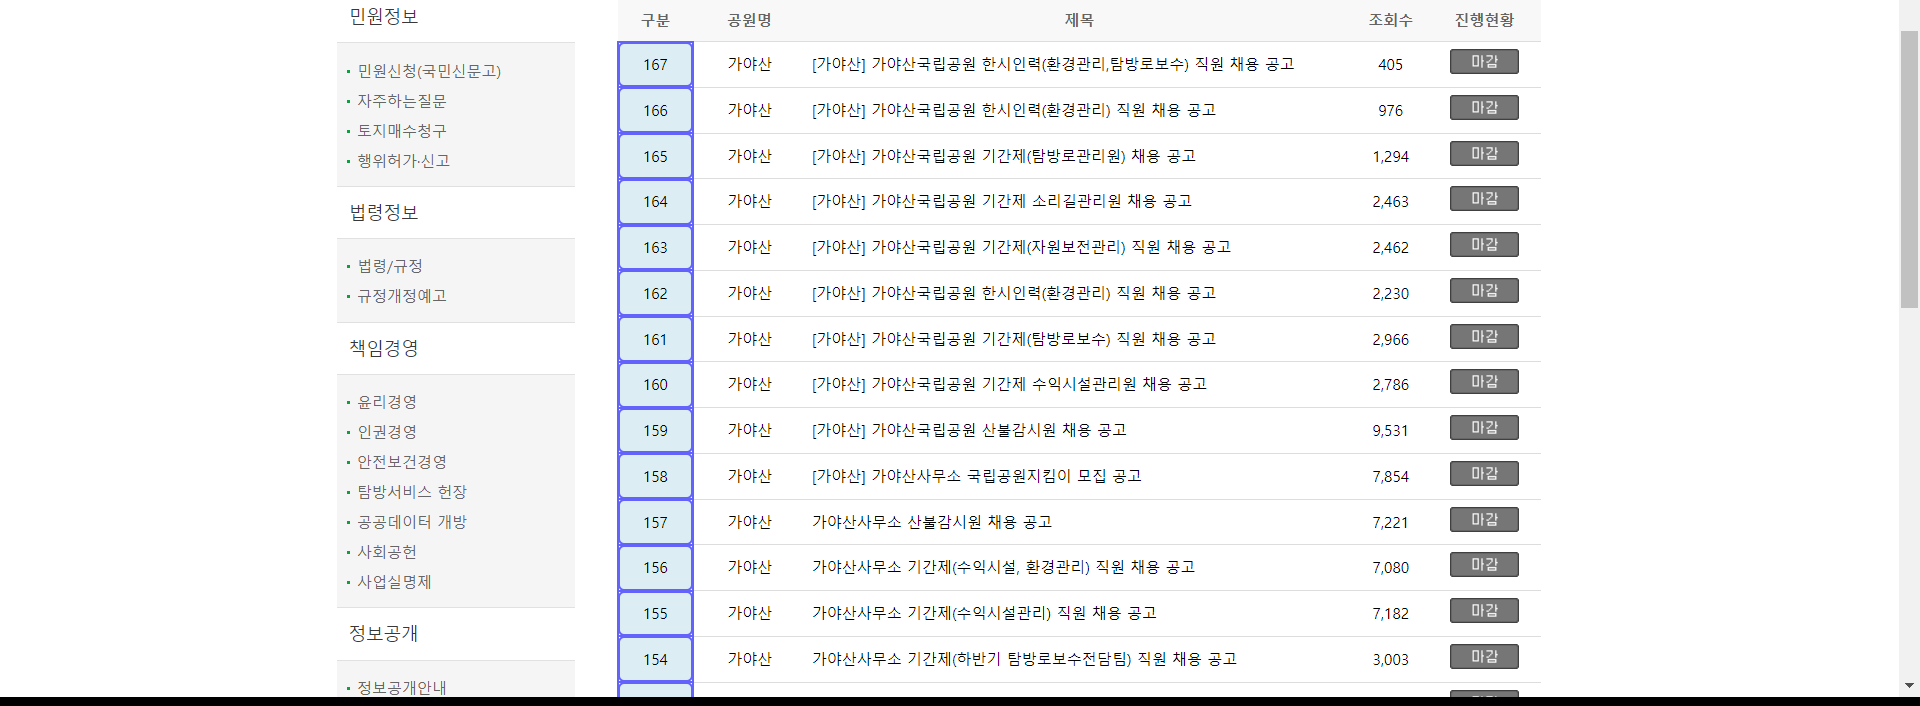 민원정보
민원신청(국민신문고)
자주하는질문
토지매수청구
행위허가·신고
법령정보
법령/규정
규정개정예고
책임경영
윤리경영
인권경영
안전보건경영
탐방서비스 헌장
공공데이터 개방
사회공헌
사업실명제
정보공개
정보공개안내
구분 공원명 제목 조회수 진행현황
167 가야산 [가야산] 가야산국립공원 한시인력(환경관리,탐방로보수) 직원 채용 공고 405 마감
166 가야산 [가야산] 가야산국립공원 한시인력(환경관리) 직원 채용 공고 976 마감
165 가야산 [가야산] 가야산국립공원 기간제(탐방로관리원) 채용 공고 1,294 마감
164 가야산 [가야산] 가야산국립공원 기간제 소리길관리원 채용 공고 2,463 마감
163 가야산 [가야산] 가야산국립공원 기간제(자원보전관리) 직원 채용 공고 2,462 마감
162 가야산 [가야산] 가야산국립공원 한시인력(환경관리) 직원 채용 공고 2,230 마감
161 가야산 [가야산] 가야산국립공원 기간제(탐방로보수) 직원 채용 공고 2,966 마감
160 가야산 [가야산] 가야산국립공원 기간제 수익시설관리원 채용 공고 2,786 마감
159 가야산 [가야산] 가야산국립공원 산불감시원 채용 공고 9,531 마감
158 가야산 [가야산] 가야산사무소 국립공원지킴이 모집 공고 7,854 마감
157 가야산 가야산사무소 산불감시원 채용 공고 7,221 마감
156 가야산 가야산사무소 기간제(수익시설, 환경관리) 직원 채용 공고 7,080 마감
155 가야산 가야산사무소 기간제(수익시설관리) 직원 채용 공고 7,182 마감
154 가야산 가야산사무소 기간제(하반기 탐방로보수전담팀) 직원 채용 공고 3,003 마감